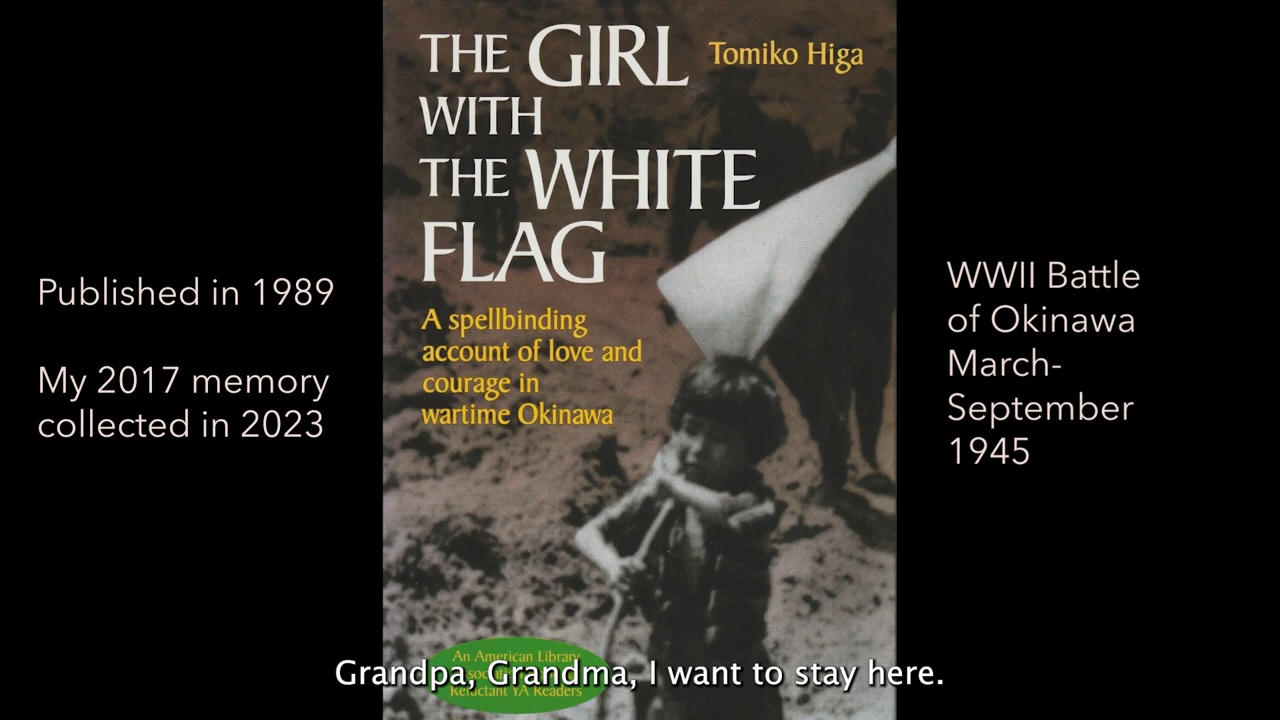 THE GIRL
WITH
THE WHITE
FLAG
Tomiko Higa
A spellbinding
account of love and
courage in
wartime Okinawa
Published in 1989
My 2017 memory
collected in 2023
WWII Battle
of Okinawa
March-
September
1945
An American Library
Reluctant YA Readers
Grandpa, Grandma, I want to stay here.